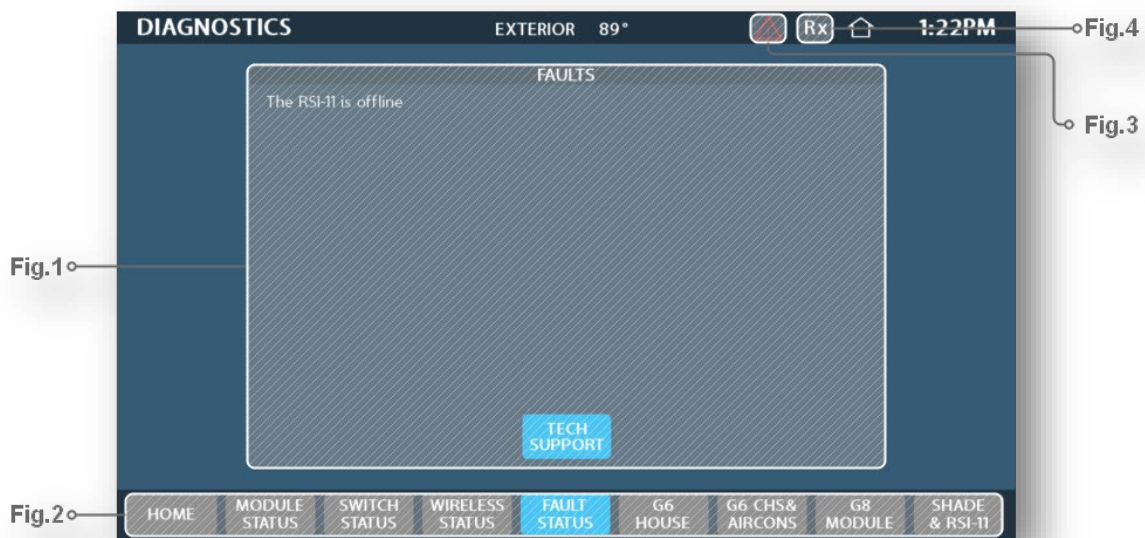 DIAGNOSTICS EXTERIOR 89° Rx 1:22PM
Fig.4
Fig.3
FAULTS
The RSI-11 is offline
Fig.1
TECH
SUPPORT
Fig.2
HOME
MODULE
STATUS
SWITCH
STATUS
WIRELESS
STATUS
FAULT
STATUS
G6
HOUSE
G6 CHS&
AIRCONS
G8
MODULE
SHADE
& RSI-11